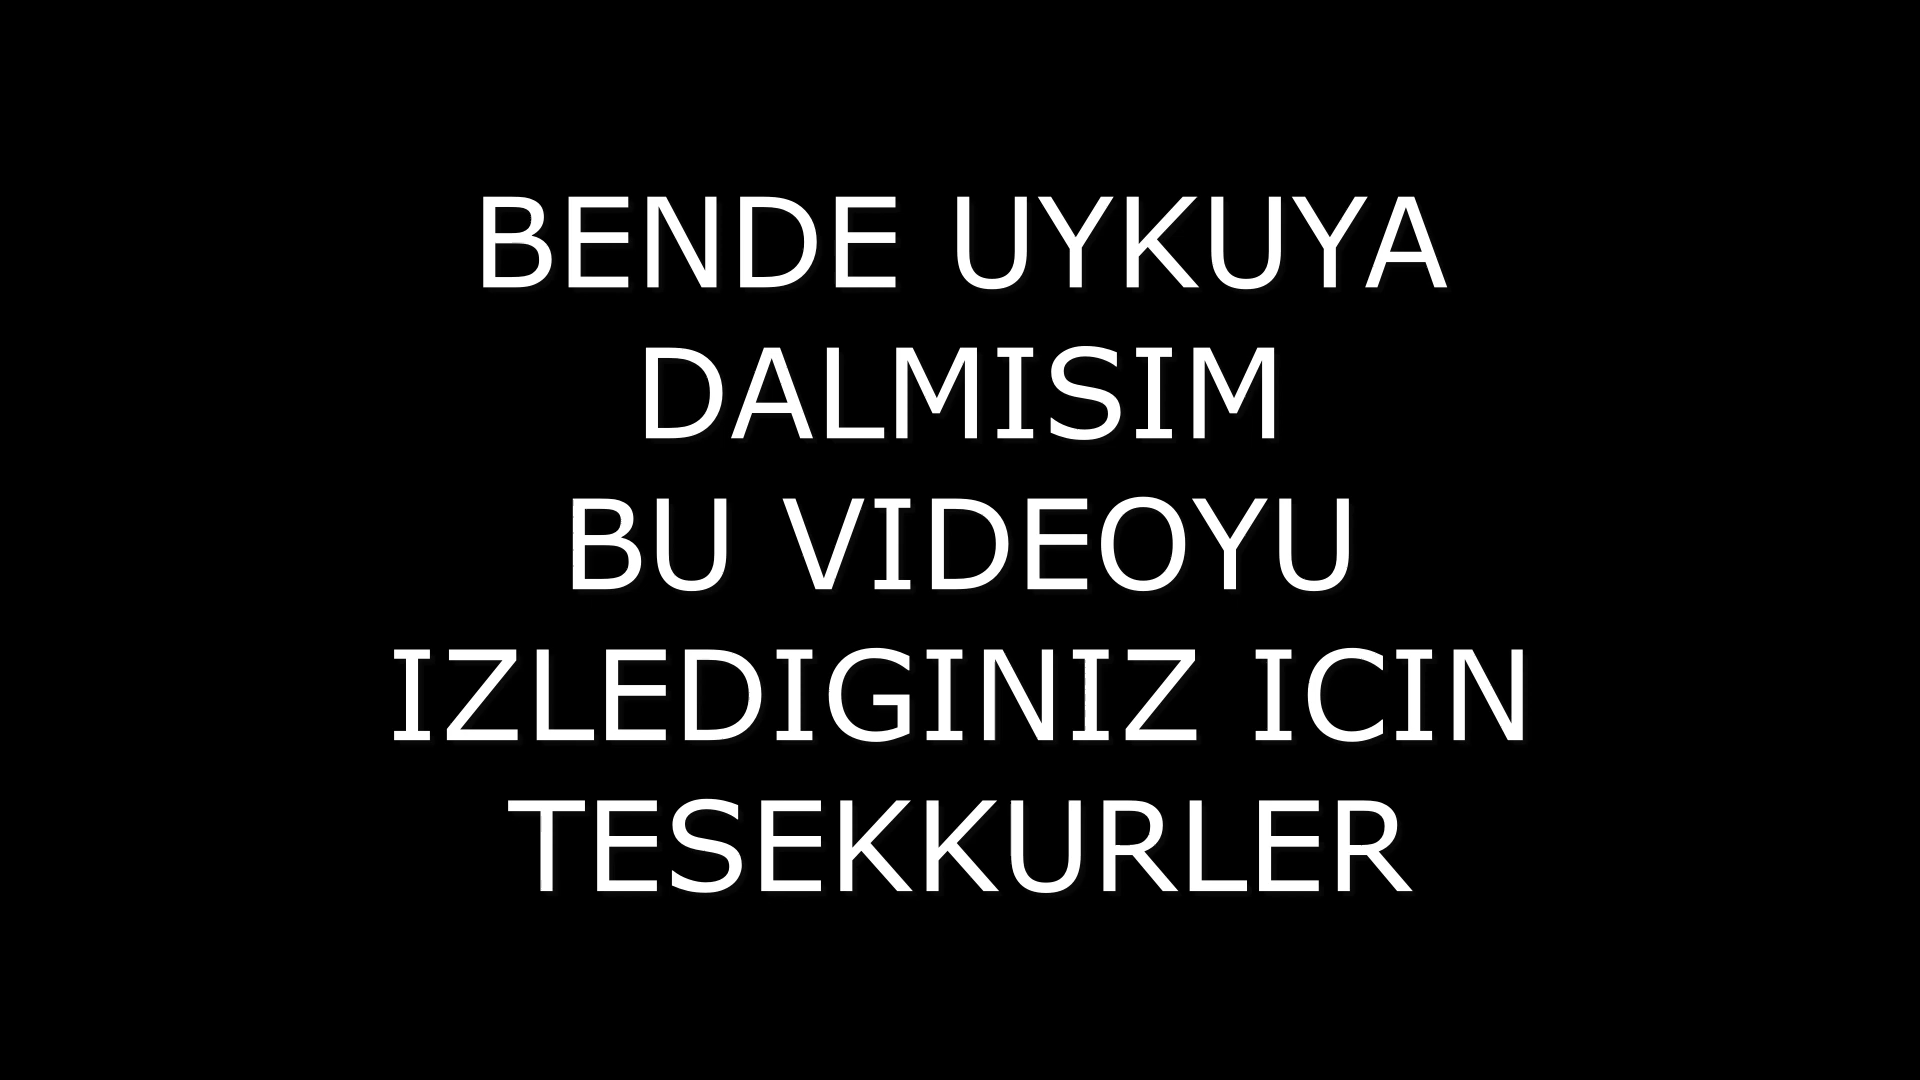 BENDE UYKUYA
DALMISIM
BU VIDEOYU
IZLEDIGINIZ ICIN
TESEKKURLER